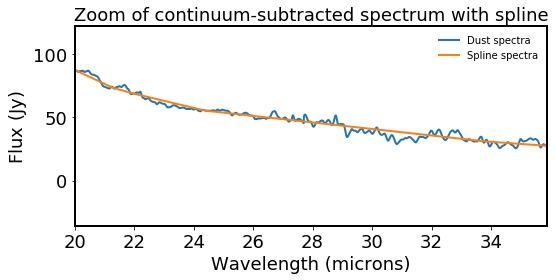 Zoom of continuum-subtracted spectrum with spline
Dust spectra
Spline spectra
100
50
0
Flux (Jy)
20 22 24 26 28 30 32 34
Wavelength (microns)